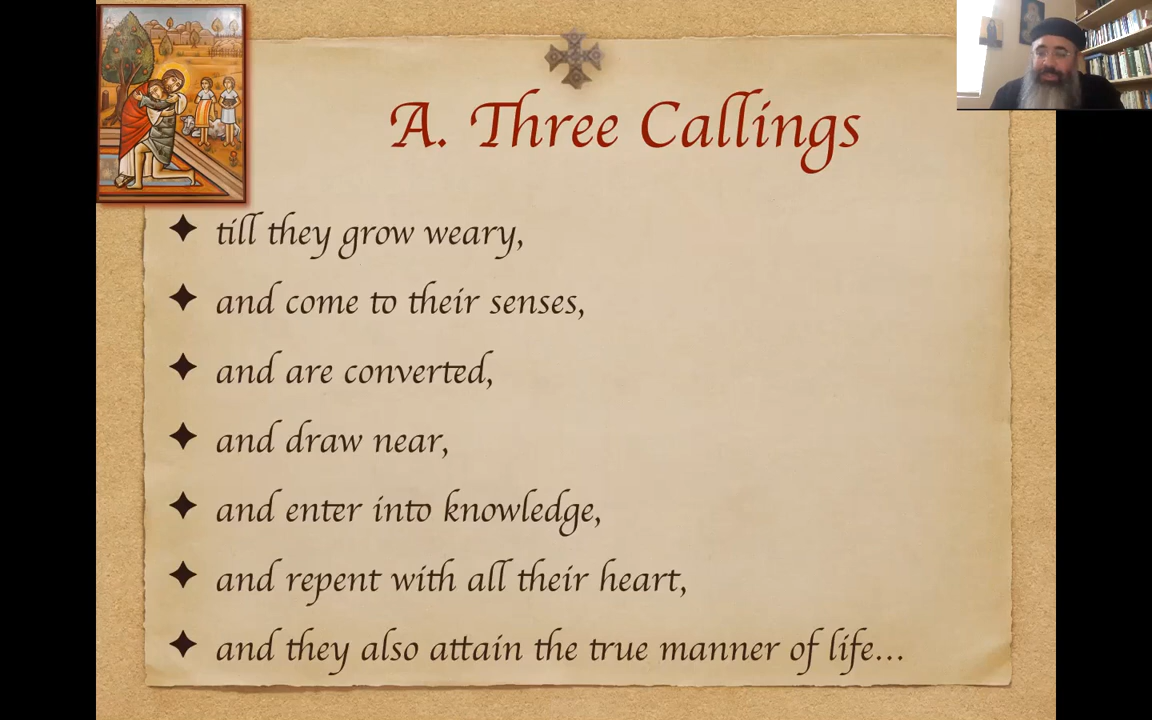 A. Three Callings
till they grow weary,
and come to their senses,
and are converted,
and draw near,
and enter into knowledge,
and repent with all their heart,
and they also attain the true manner of life...